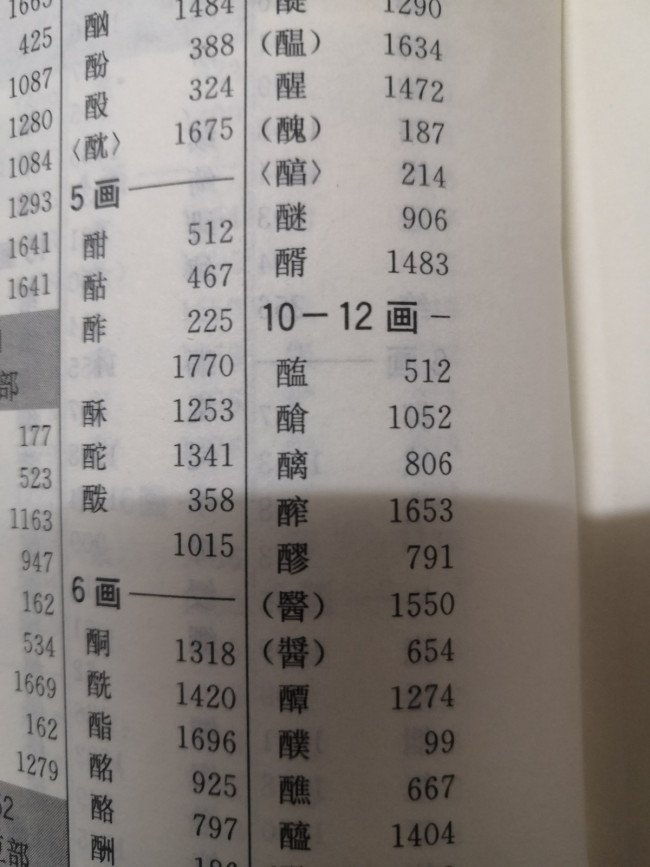 425
1087
1280
1084
1293
1641
1641
部
177
523
1163
947
162
534
1669
162
1279
部
酗 1484
酚 388
酘 324
〈酖〉 1675
5画
酣 512
酤 467
酢 225
1770
酥 1253
酡 1341
酦 358
1015
6画
酮 1318
酰 1420
酯 1696
酩 925
酪 797
酬
醍 1290
(醖) 1634
醒 1472
(醜) 187
〈醕〉 214
醚 906
醑 1483
10-12画
醢 512
1052
醨 806
醡 1653
醪 791
(醫) 1550
(醬) 654
醰 1274
醭 99
醮 667
醯 1404